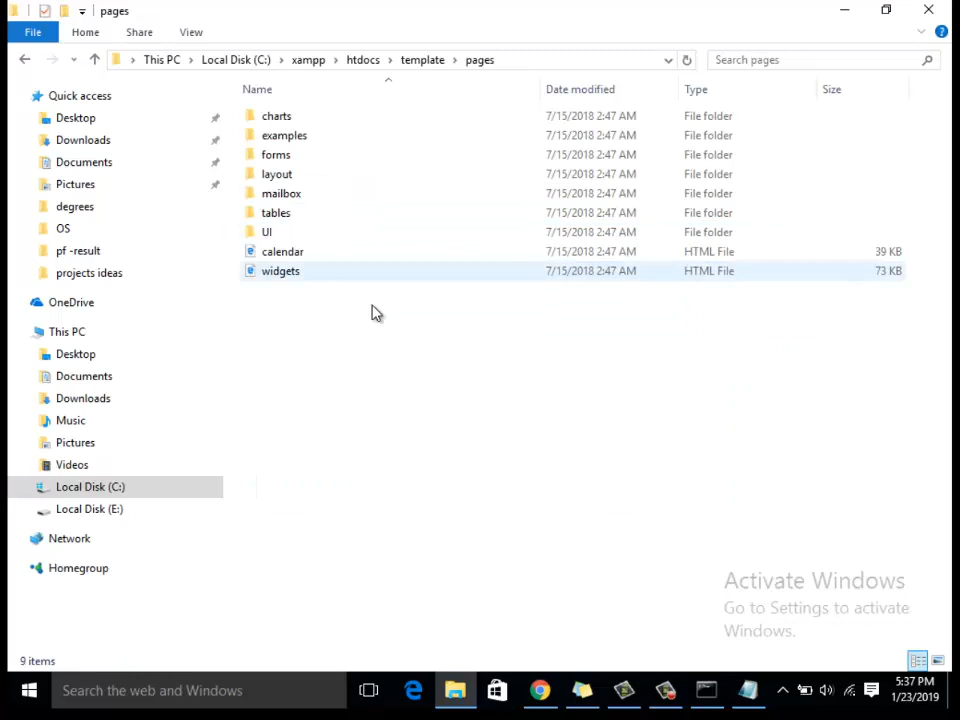 pages
File Home Share View
This PC Local Disk (C:) xampp htdocs template pages Search pages
Name Date modified Type Size
Quick access
Desktop
Downloads
Documents
Pictures
degrees
OS
pf -result
projects ideas
OneDrive
This PC
Desktop
Documents
Downloads
Music
Pictures
Videos
Local Disk (C:)
Local Disk (E:)
Network
Homegroup
charts 7/15/2018 2:47 AM File folder
examples 7/15/2018 2:47 AM File folder
forms 7/15/2018 2:47 AM File folder
layout 7/15/2018 2:47 AM File folder
mailbox 7/15/2018 2:47 AM File folder
tables 7/15/2018 2:47 AM File folder
UI 7/15/2018 2:47 AM File folder
calendar 7/15/2018 2:47 AM HTML File 39 KB
widgets 7/15/2018 2:47 AM HTML File 73 KB
Activate Windows
Go to Settings to activate
Windows.
9 items
Search the web and Windows
5:37 PM
1/23/2019